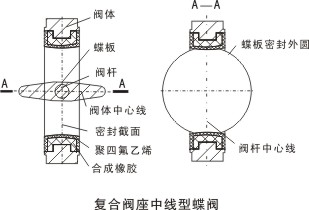 A—A
阀体
蝶板
阀杆
A
A
阀体中心线
密封截面
聚四氟乙烯
合成橡胶
蝶板密封外圆
阀杆中心线
复合阀座中线型蝶阀